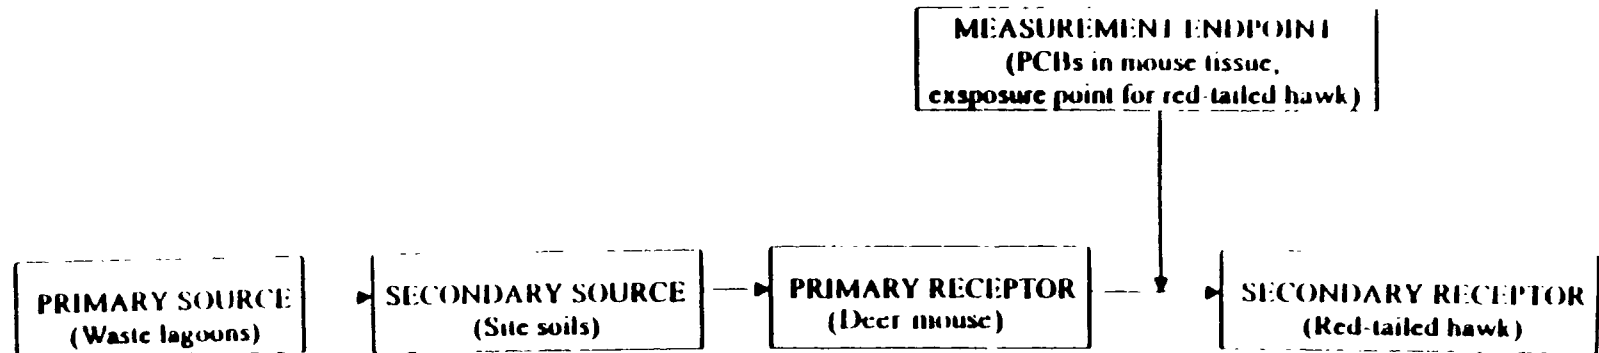 MEASUREMENT ENDPOINT
(PCBs in mouse tissue,
exsposure point for red-tailed hawk)
PRIMARY SOURCE
(Waste lagoons)
SECONDARY SOURCE
(Site soils)
PRIMARY RECEPTOR
(Deer mouse)
SECONDARY RECEPTOR
(Red-tailed hawk)